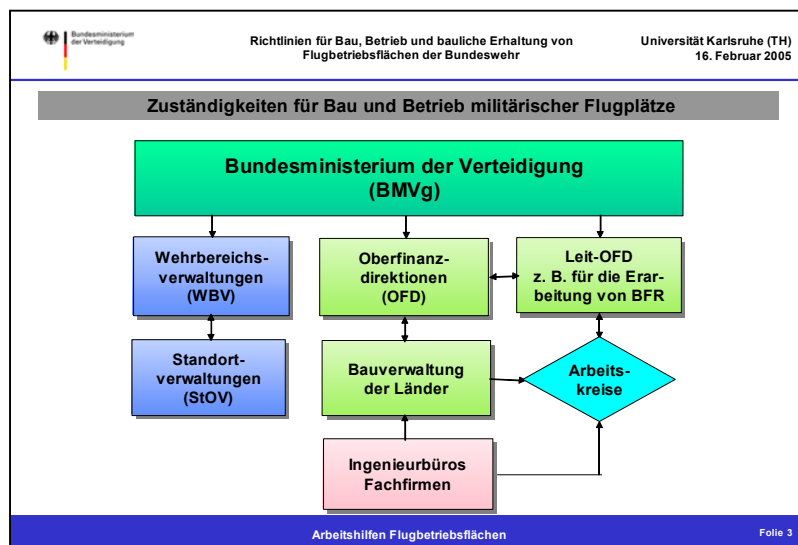 Bundesministerium
der Verteidigung
Richtlinien für Bau, Betrieb und bauliche Erhaltung von
Flugbetriebsflächen der Bundeswehr
Universität Karlsruhe (TH)
16. Februar 2005
Zuständigkeiten für Bau und Betrieb militärischer Flugplätze
Bundesministerium der Verteidigung
(BMVg)
Wehrbereichs-
verwaltungen
(WBV)
Oberfinanz-
direktionen
(OFD)
Leit-OFD
z. B. für die Erar-
beitung von BFR
Standort-
verwaltungen
(StOV)
Bauverwaltung
der Länder
Arbeits-
kreise
Ingenieurbüros
Fachfirmen
Arbeitshilfen Flugbetriebsflächen
Folie 3